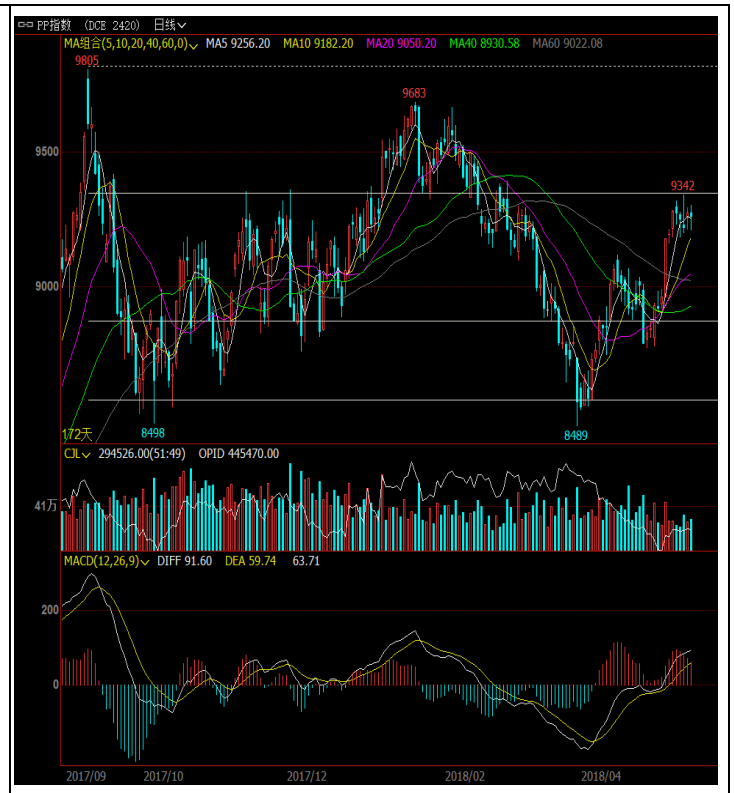 PP指数 (DCE 2420) 日线
MA组合(5,10,20,40,60,0) MA5 9256.20 MA10 9182.20 MA20 9050.20 MA40 8930.58 MA60 9022.08
9805
9683
9500
9342
9000
172天
8498
8489
CJL 294526.00(51:49) OPID 445470.00
41万
MACD(12,26,9) DIFF 91.60 DEA 59.74 63.71
200
0
2017/09 2017/10 2017/12 2018/02 2018/04